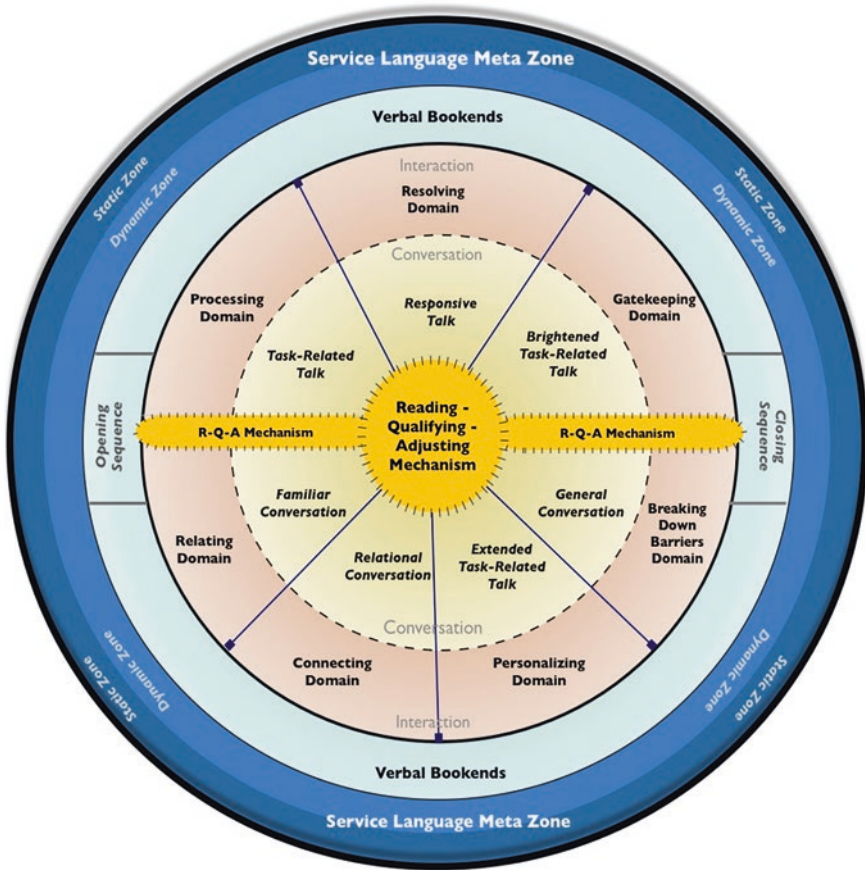 Service Language Meta Zone
Verbal Bookends
Interaction
Resolving
Domain
Static Zone
Dynamic Zone
Static Zone
Dynamic Zone
Conversation
Processing
Domain
Responsive
Talk
Gatekeeping
Domain
Task-Related
Talk
Brightened
Task-Related
Talk
Opening
Sequence
R-Q-A Mechanism
Reading -
Qualifying -
Adjusting
Mechanism
R-Q-A Mechanism
Closing
Sequence
Familiar
Conversation
General
Conversation
Relating
Domain
Breaking
Down
Barriers
Domain
Relational
Conversation
Extended
Task-Related
Talk
Conversation
Connecting
Domain
Personalizing
Domain
Dynamic Zone
Static Zone
Dynamic Zone
Static Zone
Interaction
Verbal Bookends
Service Language Meta Zone